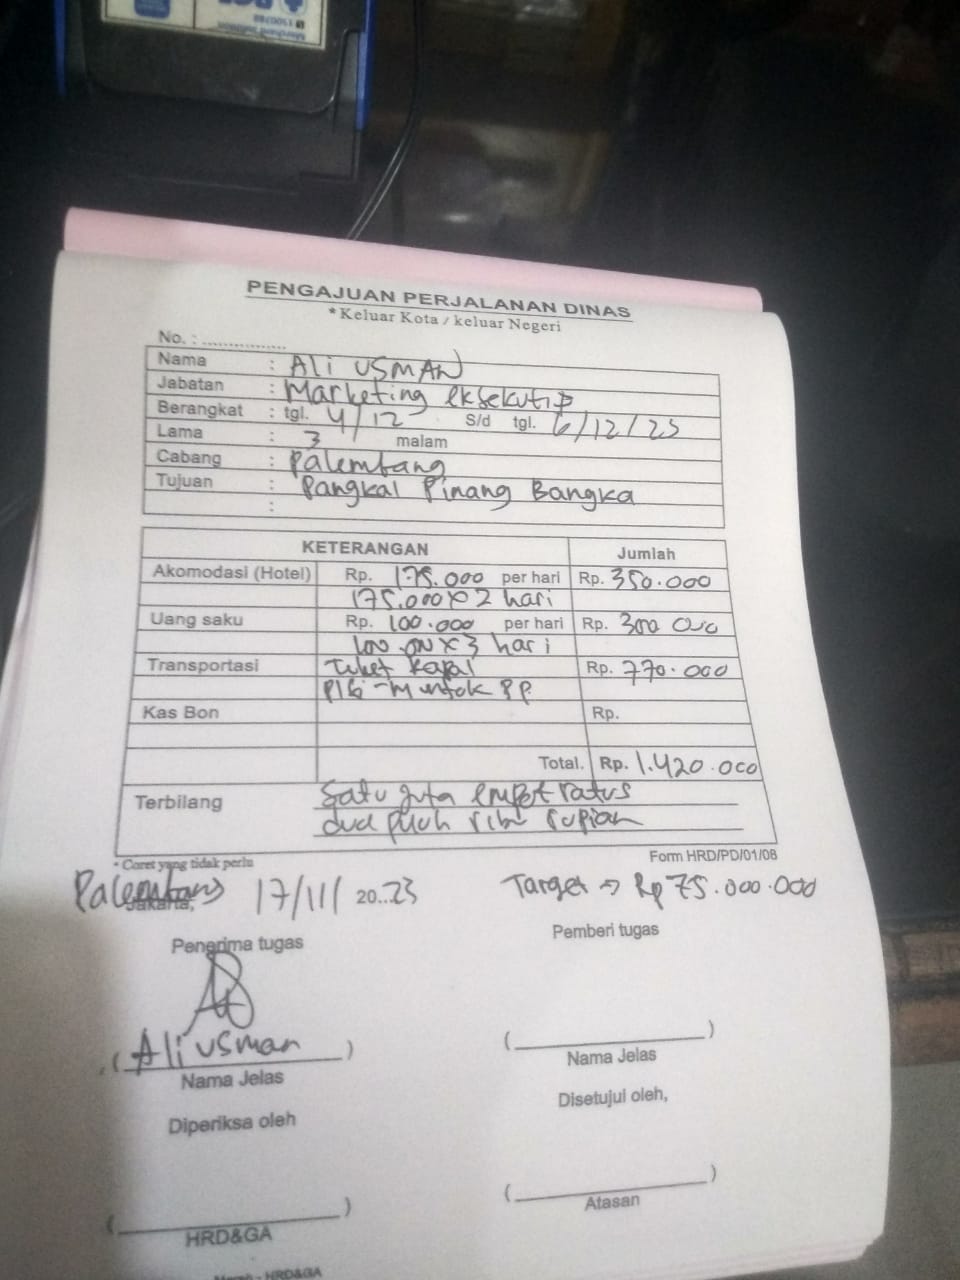 1500788
PENGAJUAN PERJALANAN DINAS
*Keluar Kota / keluar Negeri
No. : ................
Nama : Ali USMAN
Jabatan : Marketing eksekutif
Berangkat : tgl. 4/12 S/d tgl. 6/12/23
Lama : 3 malam
Cabang : Palembang
Tujuan : Pangkal Pinang Bangka
:
KETERANGAN Jumlah
Akomodasi (Hotel) Rp. 175.000 per hari Rp. 350.000
175.000 x 2 hari
Uang saku Rp. 100.000 per hari Rp. 300 000
100.000 x 3 hari
Transportasi Tiket kapal Rp. 770.000
Plb - Muntok PP
Kas Bon Rp.
Total. Rp. 1.420.000
Terbilang Satu juta empat ratus
dua puluh ribu rupiah
* Coret yang tidak perlu Form HRD/PD/01/08
Palembang Jakarta, 17/11/ 20..23 Target → Rp 75.000.000
Penerima tugas Pemberi tugas
(Ali usman) ( )
Nama Jelas Nama Jelas
Diperiksa oleh Disetujui oleh,
( ) ( )
HRD&GA Atasan
Merah - HRD&GA